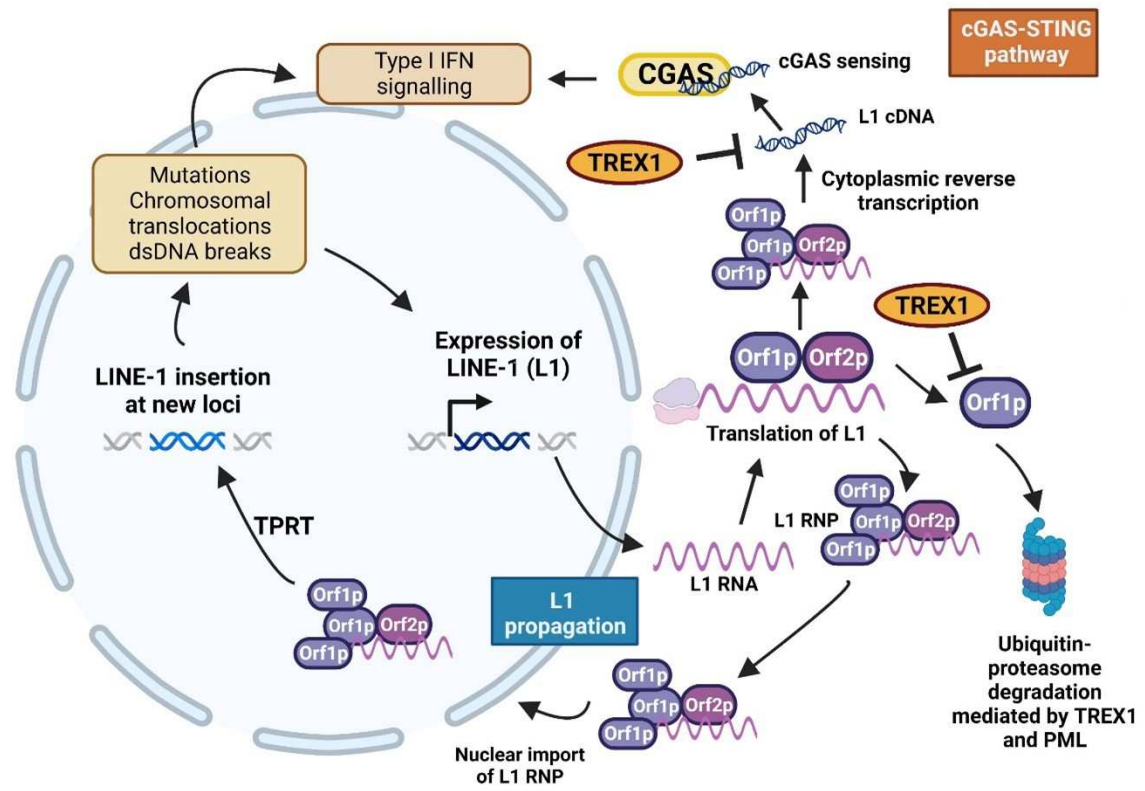 cGAS-STING
pathway
Type I IFN
signalling
CGAS
cGAS sensing
L1 cDNA
TREX1
Cytoplasmic reverse
transcription
Orf1p
Orf1p
Orf2p
Orf1p
Mutations
Chromosomal
translocations
dsDNA breaks
TREX1
Expression of
LINE-1 (L1)
Orf1p
Orf2p
Orf1p
LINE-1 insertion
at new loci
Translation of L1
TPRT
L1 RNP
Orf1p
Orf1p
Orf2p
Orf1p
L1 RNA
L1
propagation
Orf1p
Orf1p
Orf2p
Orf1p
Ubiquitin-
proteasome
degradation
mediated by TREX1
and PML
Orf1p
Orf1p
Orf2p
Orf1p
Nuclear import
of L1 RNP